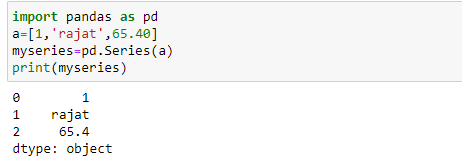 import pandas as pd
a=[1,'rajat',65.40]
myseries=pd.Series(a)
print(myseries)
0        1
1    rajat
2     65.4
dtype: object